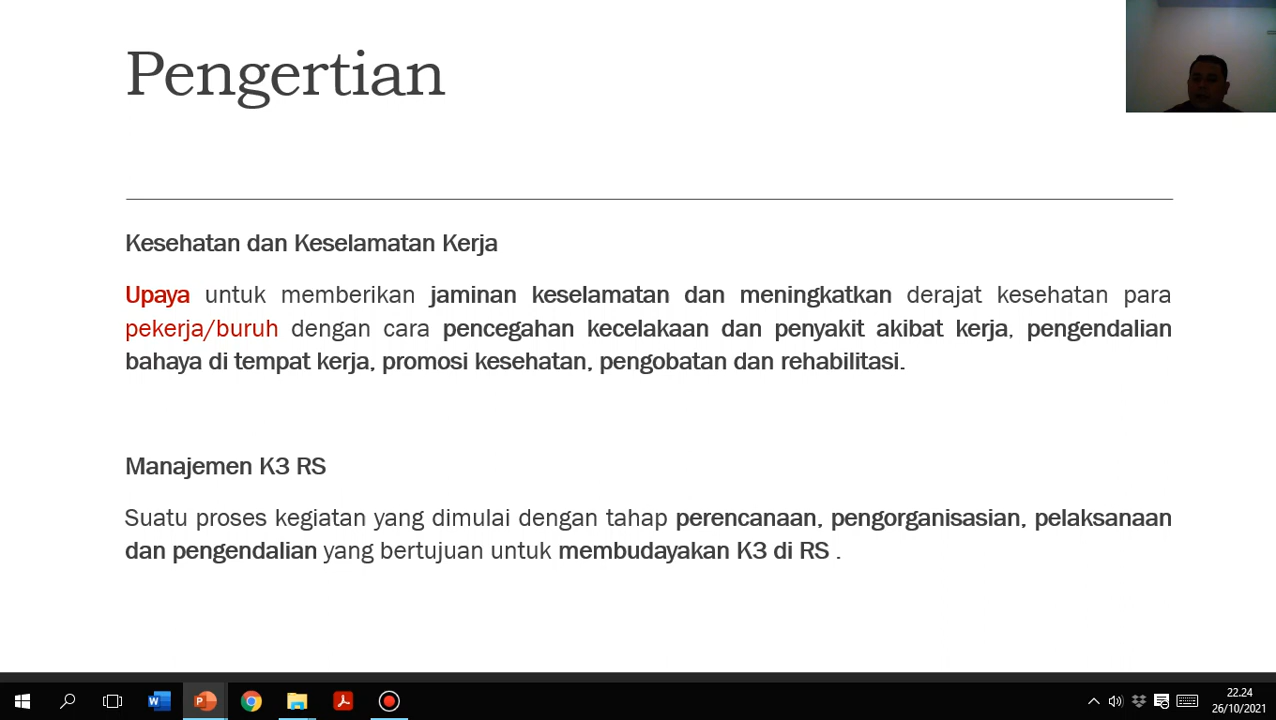 Pengertian
Kesehatan dan Keselamatan Kerja
Upaya untuk memberikan jaminan keselamatan dan meningkatkan derajat kesehatan para
pekerja/buruh dengan cara pencegahan kecelakaan dan penyakit akibat kerja, pengendalian
bahaya di tempat kerja, promosi kesehatan, pengobatan dan rehabilitasi.
Manajemen K3 RS
Suatu proses kegiatan yang dimulai dengan tahap perencanaan, pengorganisasian, pelaksanaan
dan pengendalian yang bertujuan untuk membudayakan K3 di RS .
22.24
26/10/2021